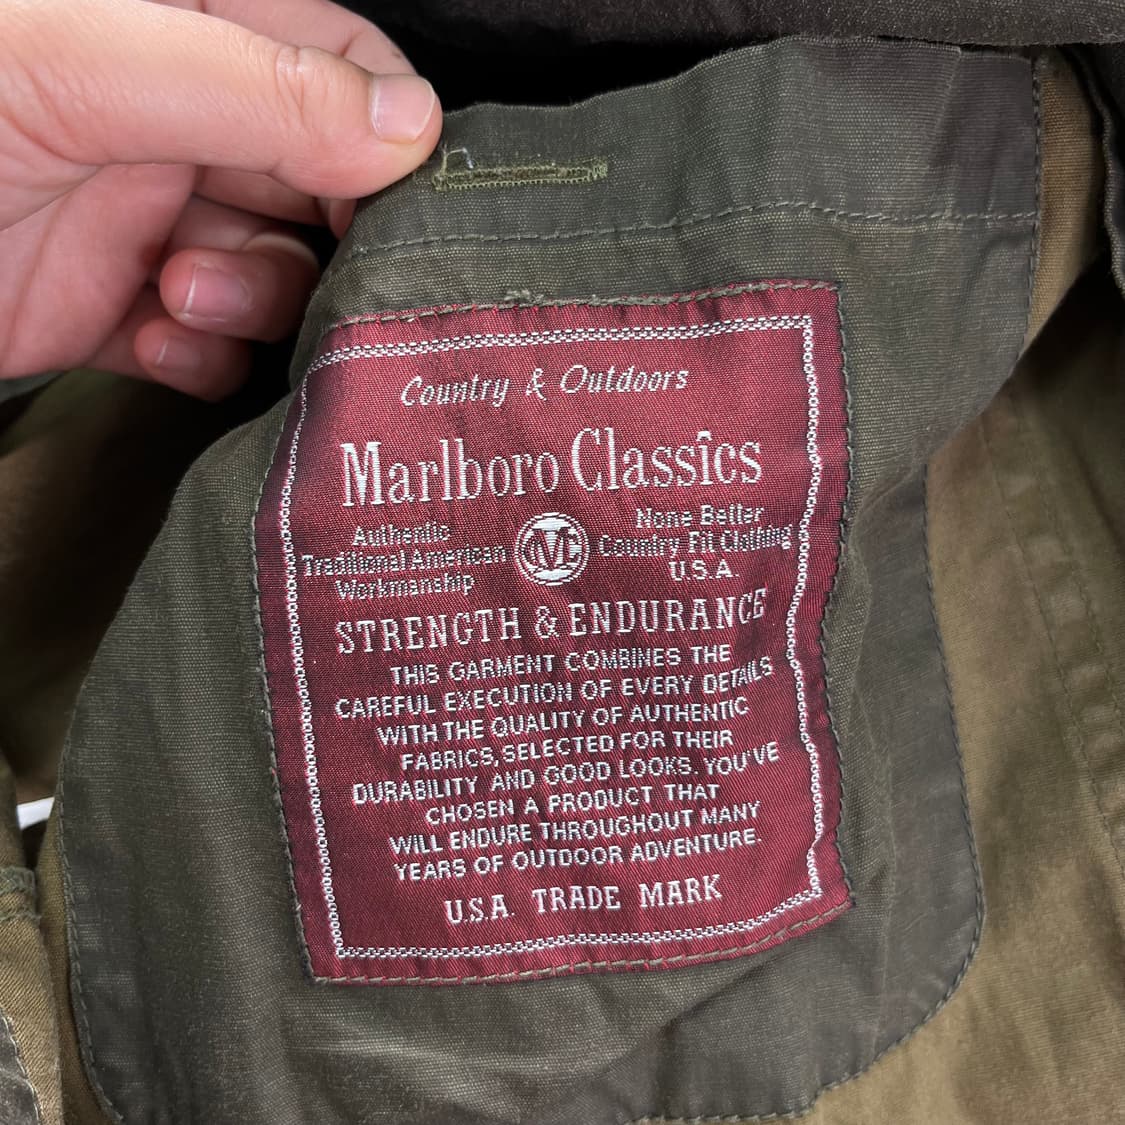 Country & Outdoors
Marlboro Classics
Authentic
Traditional American
Workmanship
MC
None Better
Country Fit Clothing
U.S.A.
STRENGTH & ENDURANCE
THIS GARMENT COMBINES THE
CAREFUL EXECUTION OF EVERY DETAILS
WITH THE QUALITY OF AUTHENTIC
FABRICS, SELECTED FOR THEIR
DURABILITY AND GOOD LOOKS. YOU'VE
CHOSEN A PRODUCT THAT
WILL ENDURE THROUGHOUT MANY
YEARS OF OUTDOOR ADVENTURE.
U.S.A. TRADE MARK